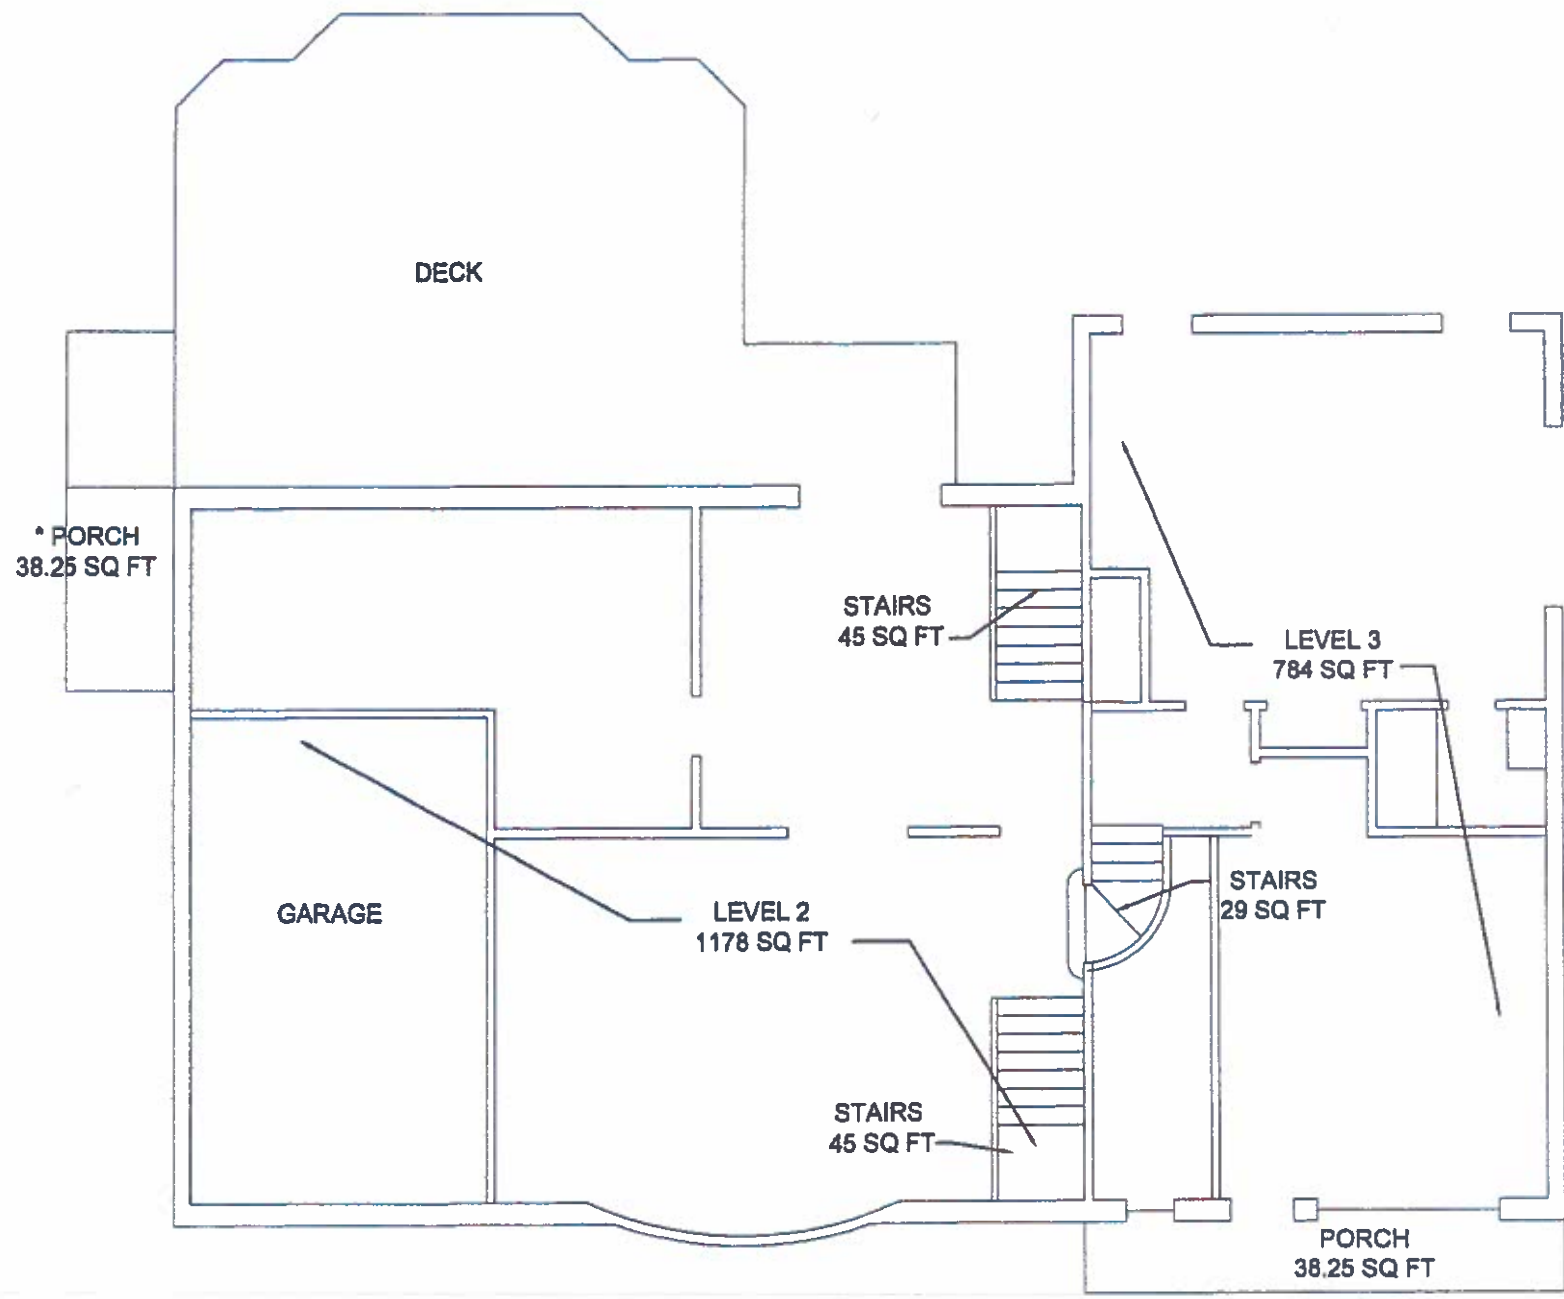 DECK
* PORCH
38.25 SQ FT
STAIRS
45 SQ FT
LEVEL 3
784 SQ FT
GARAGE
LEVEL 2
1178 SQ FT
STAIRS
29 SQ FT
STAIRS
45 SQ FT
PORCH
38.25 SQ FT